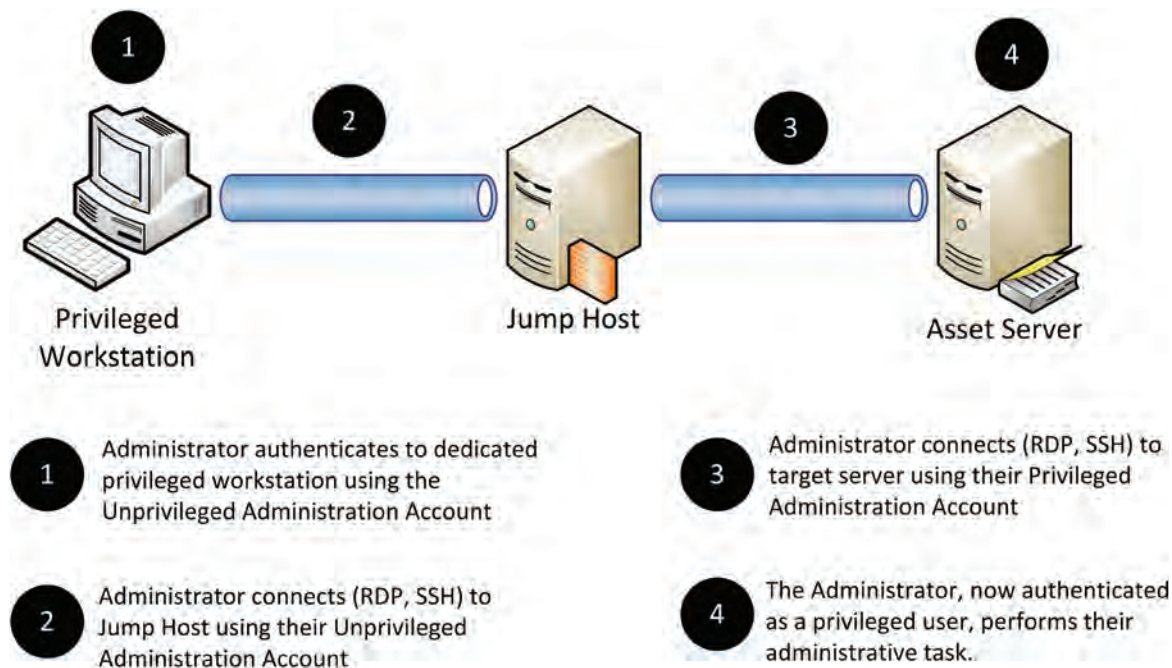 1
2
3
4
Privileged
Workstation
Jump Host
Asset Server
1
Administrator authenticates to dedicated
privileged workstation using the
Unprivileged Administration Account
2
Administrator connects (RDP, SSH) to
Jump Host using their Unprivileged
Administration Account
3
Administrator connects (RDP, SSH) to
target server using their Privileged
Administration Account
4
The Administrator, now authenticated
as a privileged user, performs their
administrative task.